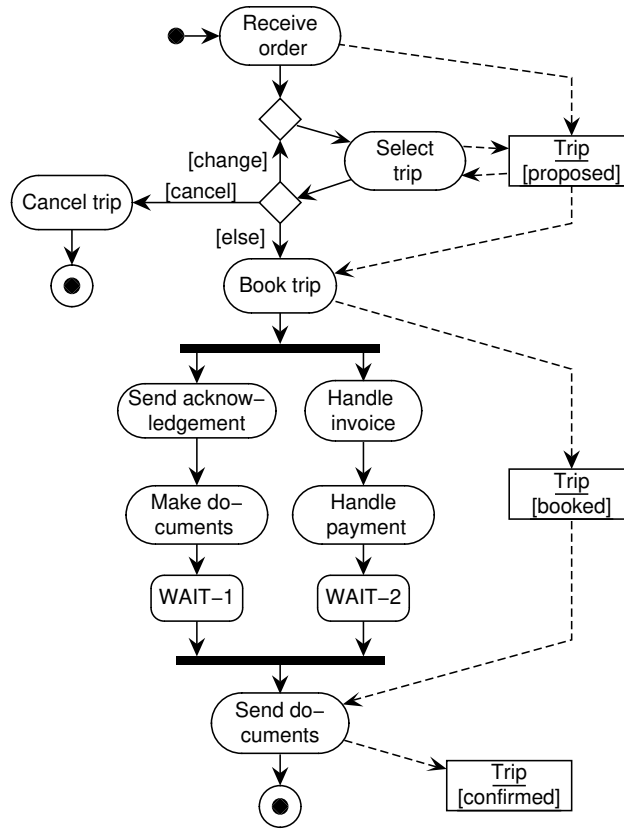 Receive
order
[change]
Select
trip
Trip
[proposed]
[cancel]
Cancel trip
[else]
Book trip
Send acknow–
ledgement
Handle
invoice
Make do–
cuments
Handle
payment
Trip
[booked]
WAIT–1
WAIT–2
Send do–
cuments
Trip
[confirmed]